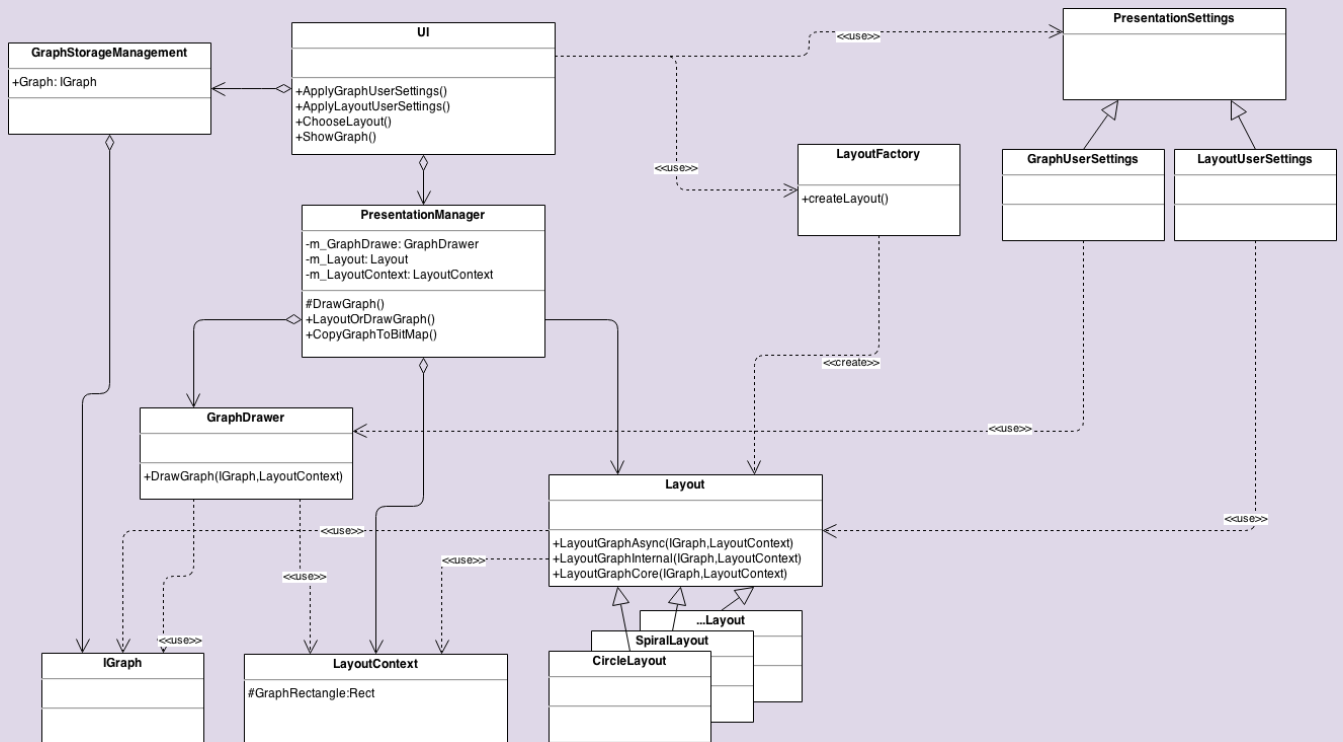 PresentationSettings
UI
GraphStorageManagement
+Graph: IGraph
<<use>>
+ApplyGraphUserSettings()
+ApplyLayoutUserSettings()
+ChooseLayout()
+ShowGraph()
LayoutFactory
+createLayout()
<<use>>
GraphUserSettings
LayoutUserSettings
PresentationManager
-m_GraphDrawe: GraphDrawer
-m_Layout: Layout
-m_LayoutContext: LayoutContext
#DrawGraph()
+LayoutOrDrawGraph()
+CopyGraphToBitMap()
<<create>>
GraphDrawer
+DrawGraph(IGraph,LayoutContext)
<<use>>
Layout
+LayoutGraphAsync(IGraph,LayoutContext)
+LayoutGraphInternal(IGraph,LayoutContext)
+LayoutGraphCore(IGraph,LayoutContext)
<<use>>
<<use>>
<<use>>
<<use>>
<<use>>
...Layout
SpiralLayout
CircleLayout
IGraph
LayoutContext
#GraphRectangle:Rect